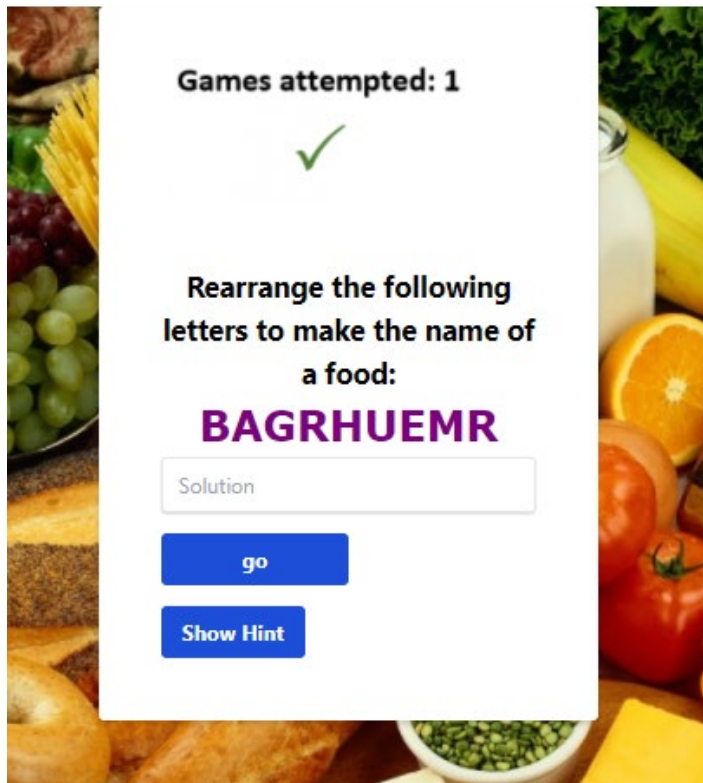 Games attempted: 1
Rearrange the following
letters to make the name of
a food:
BAGRHUEMR
Solution
go
Show Hint